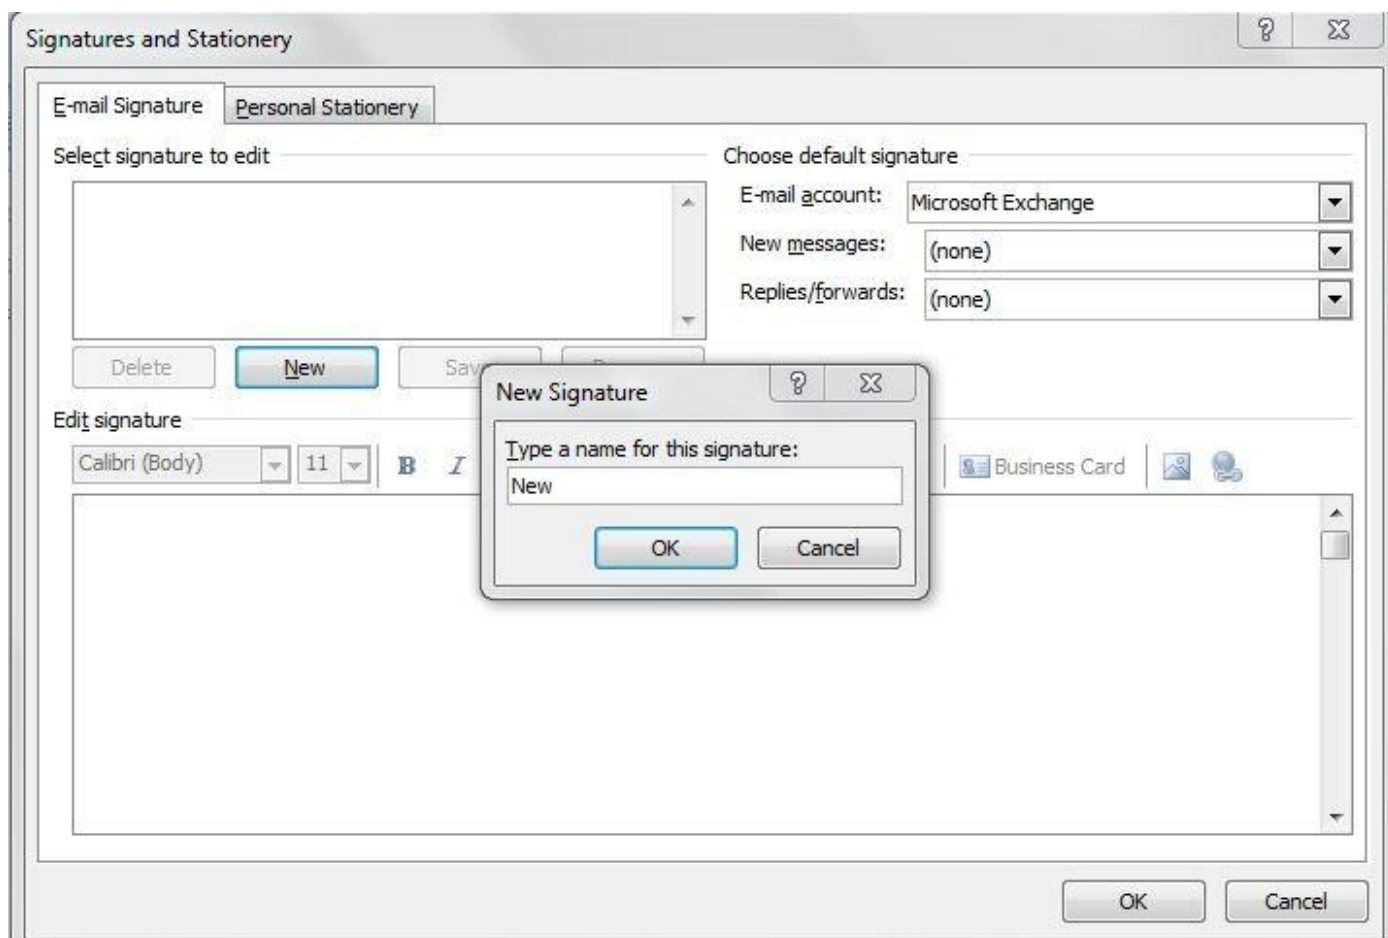 Signatures and Stationery
E-mail Signature Personal Stationery
Select signature to edit
Choose default signature
E-mail account: Microsoft Exchange
New messages: (none)
Replies/forwards: (none)
Delete New
New Signature
Type a name for this signature:
New
OK Cancel
Edit signature
Calibri (Body) 11 B I Business Card
OK Cancel